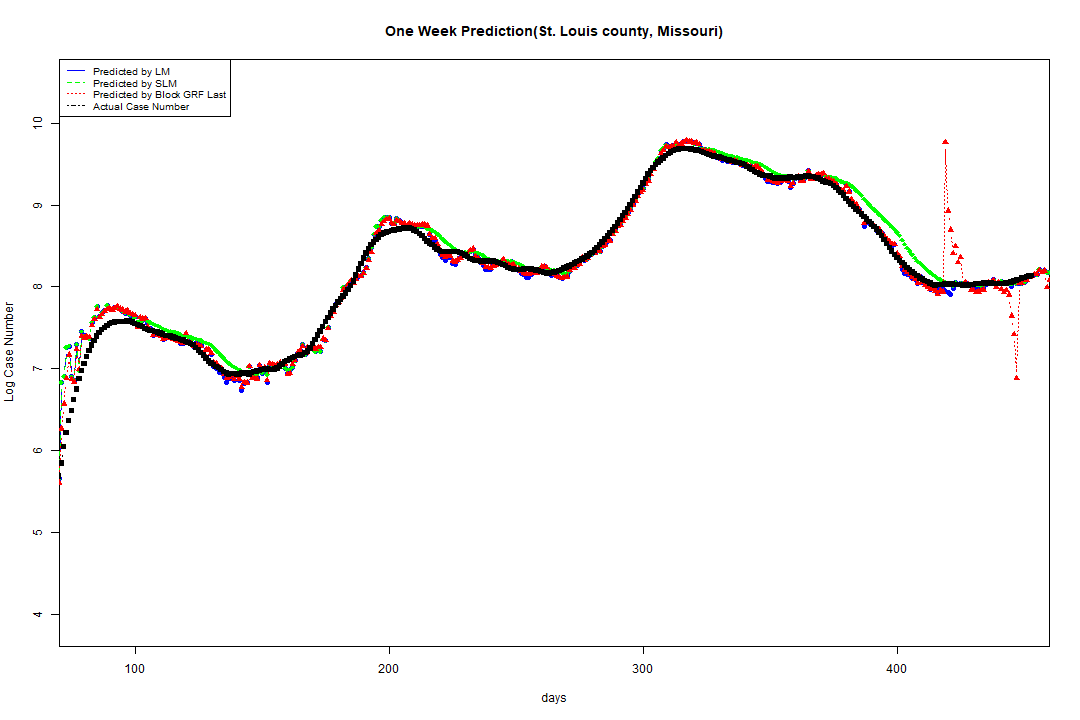 One Week Prediction(St. Louis county, Missouri)
Predicted by LM
Predicted by SLM
Predicted by Block GRF Last
Actual Case Number
10
9
8
7
6
5
4
Log Case Number
100 200 300 400
days